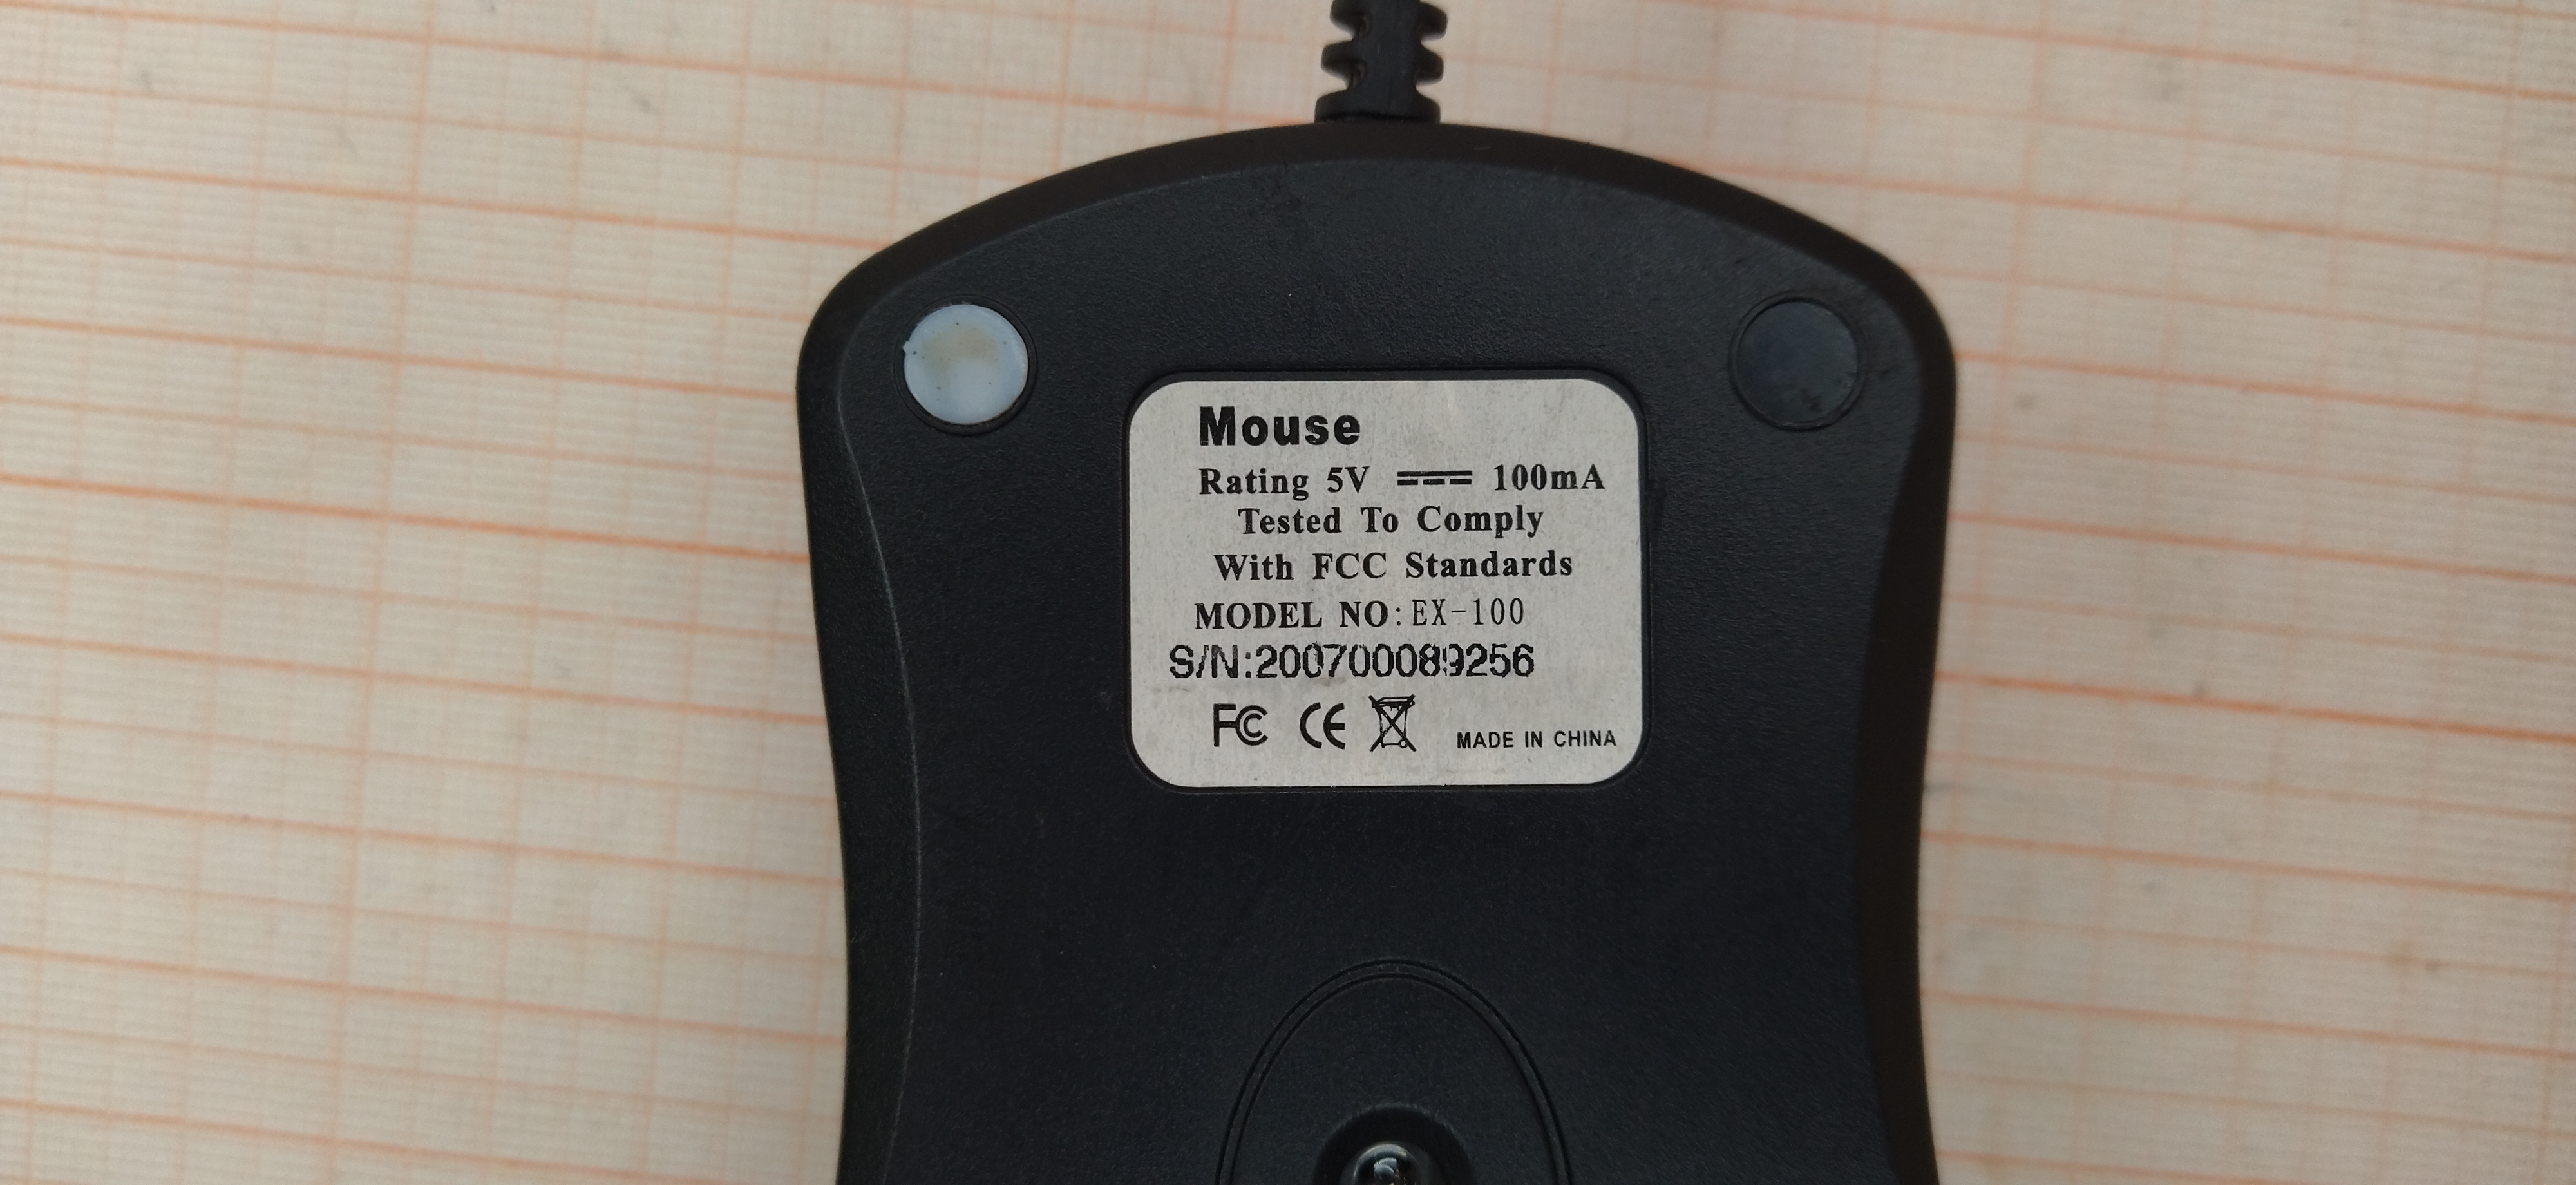 Mouse
Rating 5V 100mA
Tested To Comply
With FCC Standards
MODEL NO:EX-100
S/N:200700089256
FC CE MADE IN CHINA